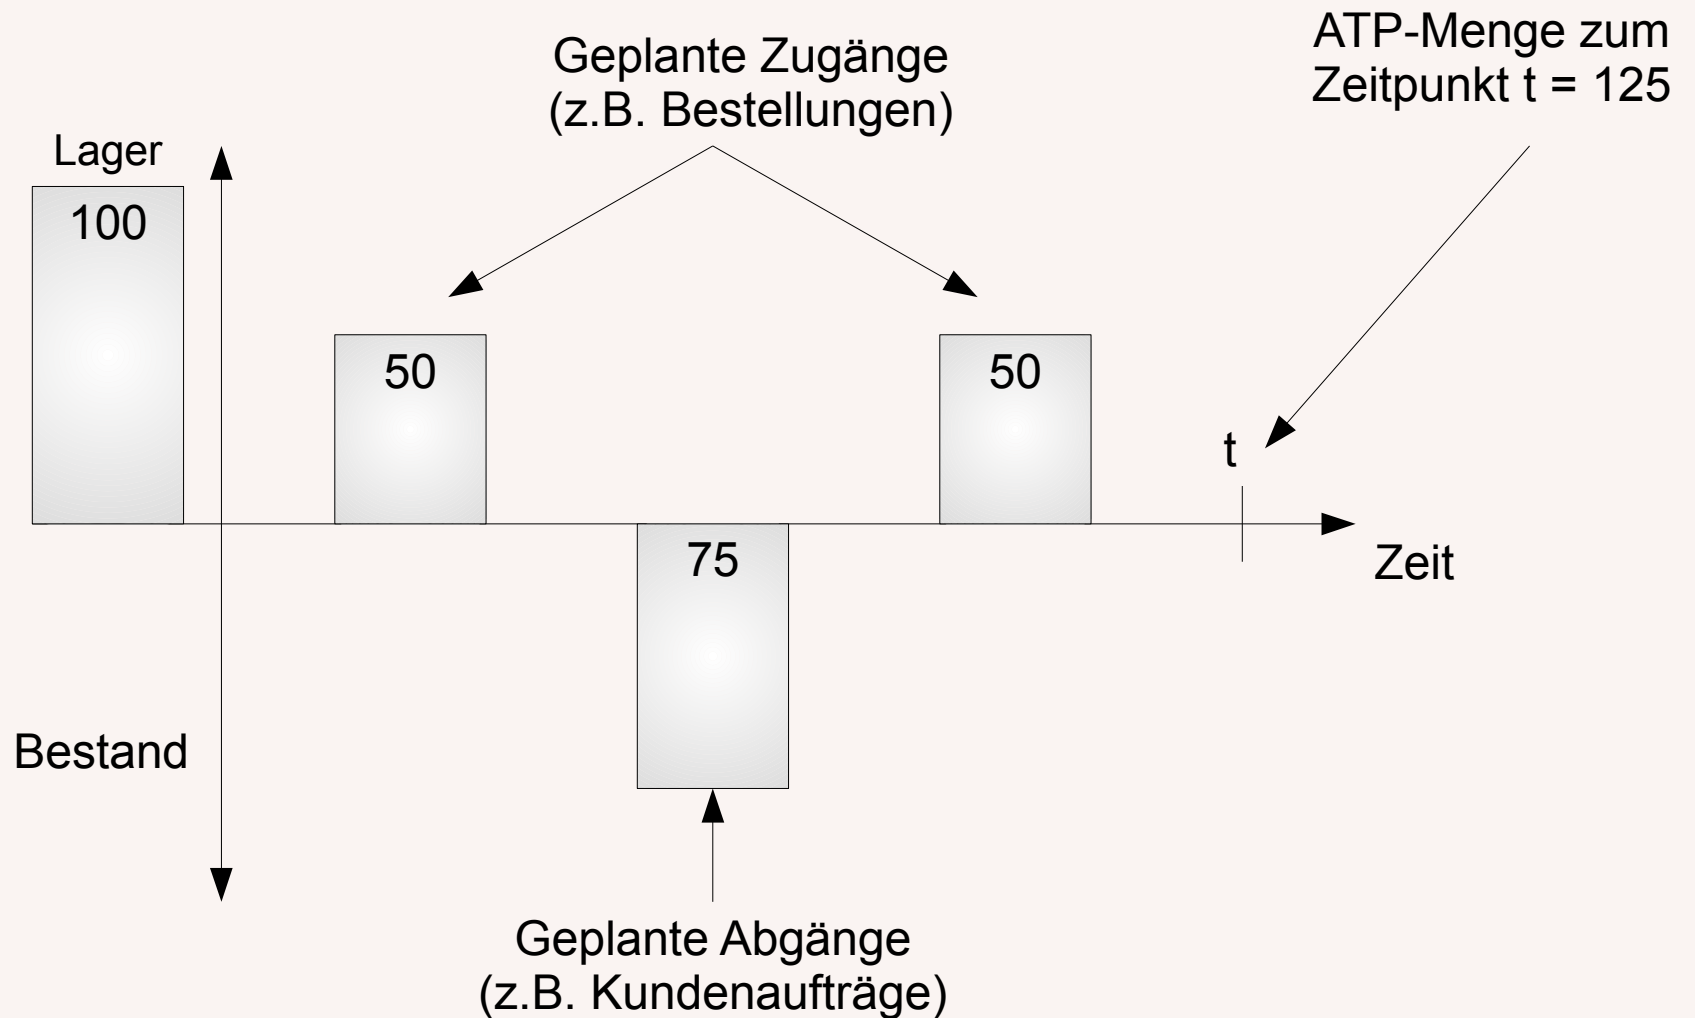 ATP-Menge zum
Zeitpunkt t = 125
Geplante Zugänge
(z.B. Bestellungen)
Lager
100
50
50
t
75
Zeit
Bestand
Geplante Abgänge
(z.B. Kundenaufträge)